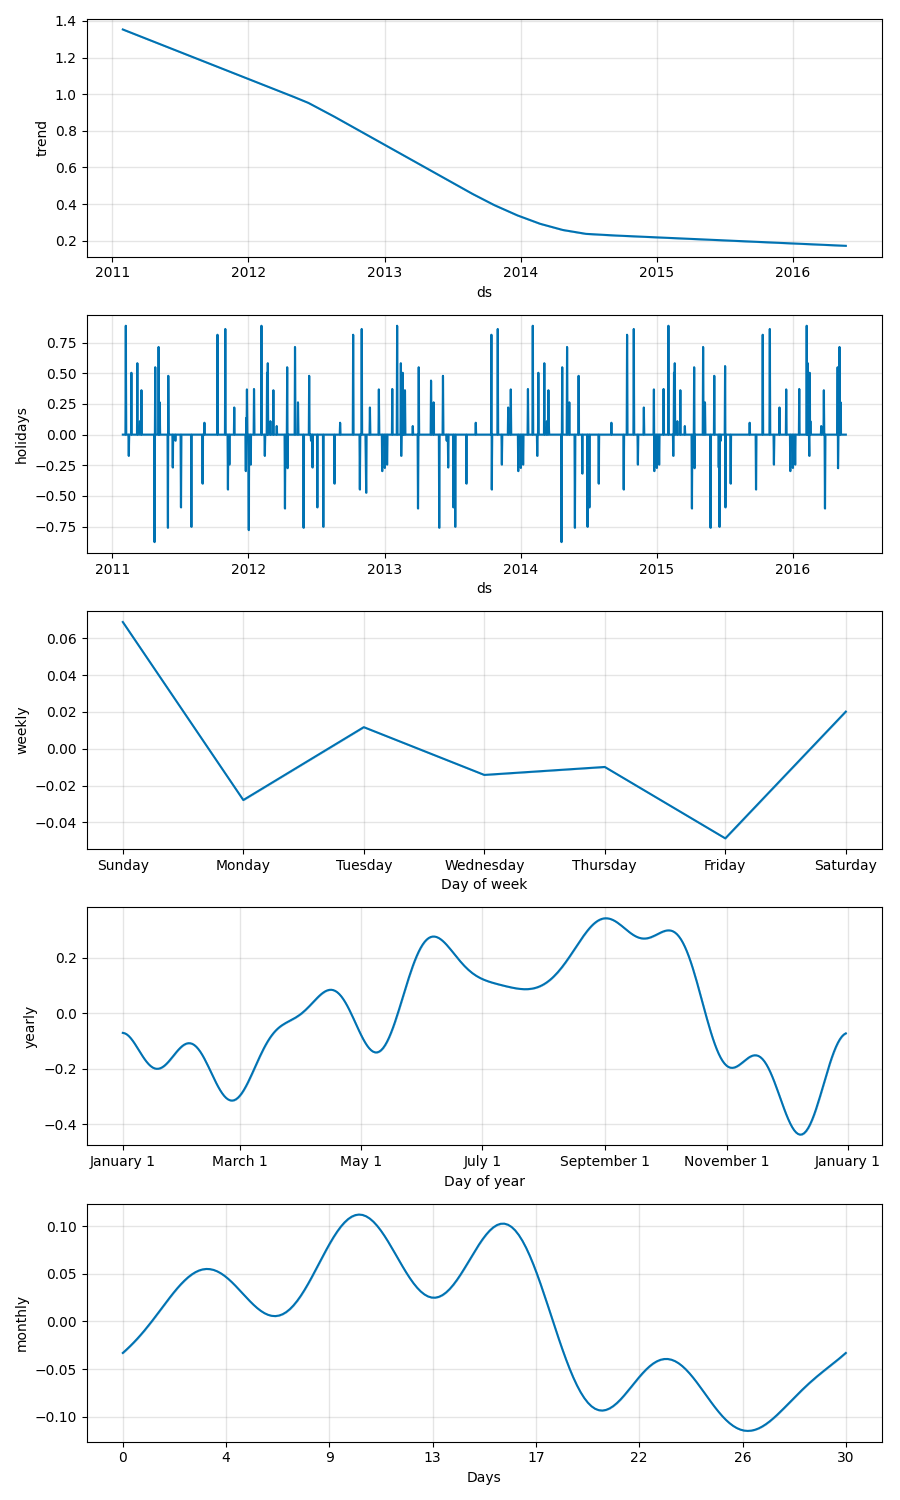 1.4
1.2
1.0
0.8
0.6
0.4
0.2
trend
2011 2012 2013 2014 2015 2016
ds
0.75
0.50
0.25
0.00
−0.25
−0.50
−0.75
holidays
2011 2012 2013 2014 2015 2016
ds
0.06
0.04
0.02
0.00
−0.02
−0.04
weekly
Sunday Monday Tuesday Wednesday Thursday Friday Saturday
Day of week
0.2
0.0
−0.2
−0.4
yearly
January 1 March 1 May 1 July 1 September 1 November 1 January 1
Day of year
0.10
0.05
0.00
−0.05
−0.10
monthly
0 4 9 13 17 22 26 30
Days